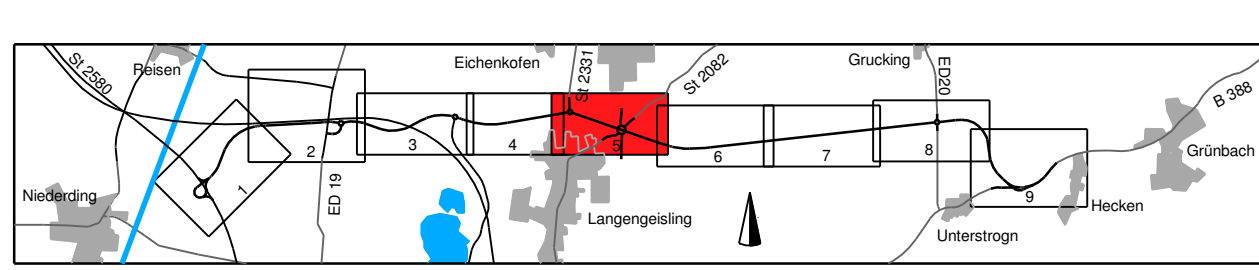 St 2580
Reisen
Eichenkofen
St 2331
St 2082
Grucking
ED20
B 388
Grünbach
Niederding
1
2
ED 19
3
4
5
6
7
8
9
Langengeisling
Unterstrogn
Hecken